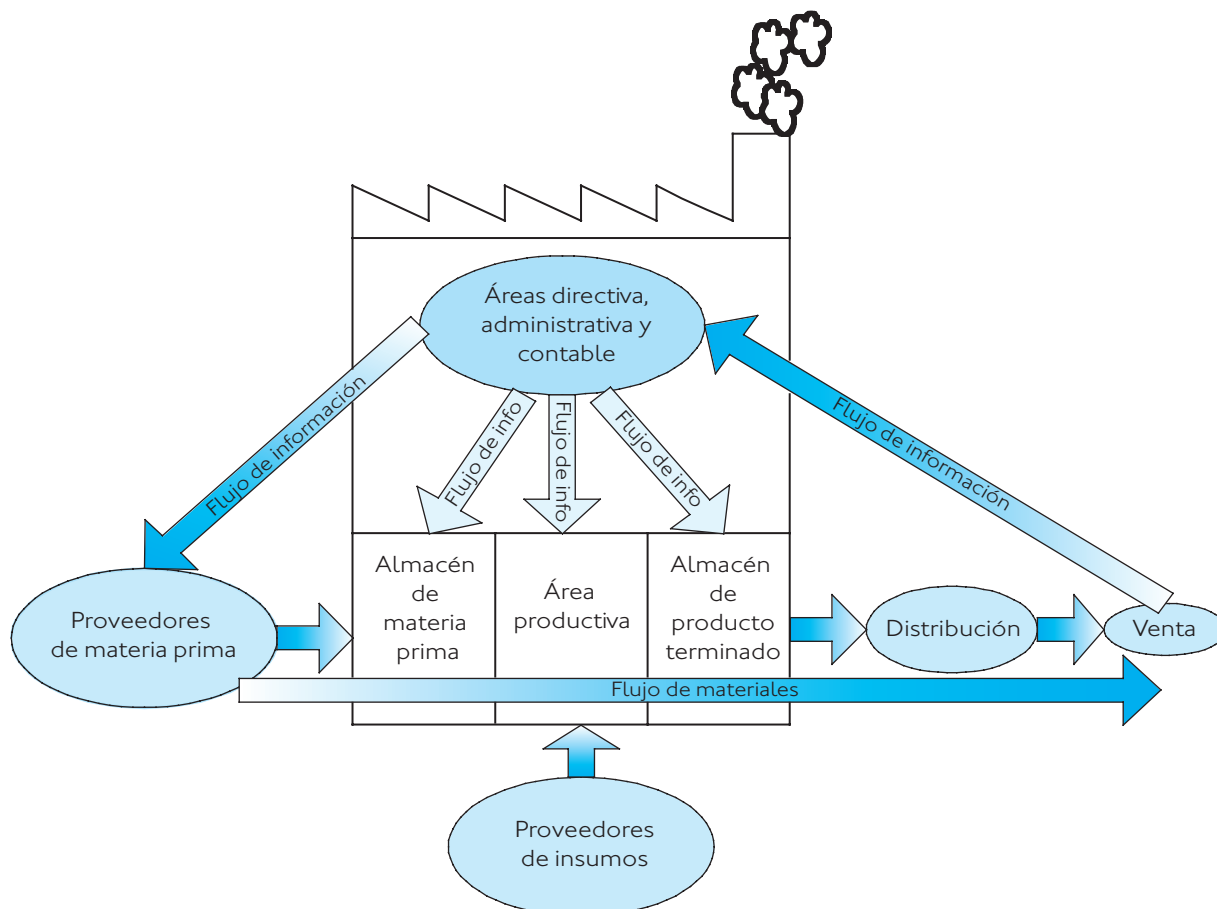 Áreas directiva,
administrativa y
contable
Flujo de información
Flujo de info
Flujo de info
Flujo de info
Flujo de información
Proveedores
de materia prima
Almacén
de
materia
prima
Área
productiva
Almacén
de
producto
terminado
Distribución
Venta
Flujo de materiales
Proveedores
de insumos